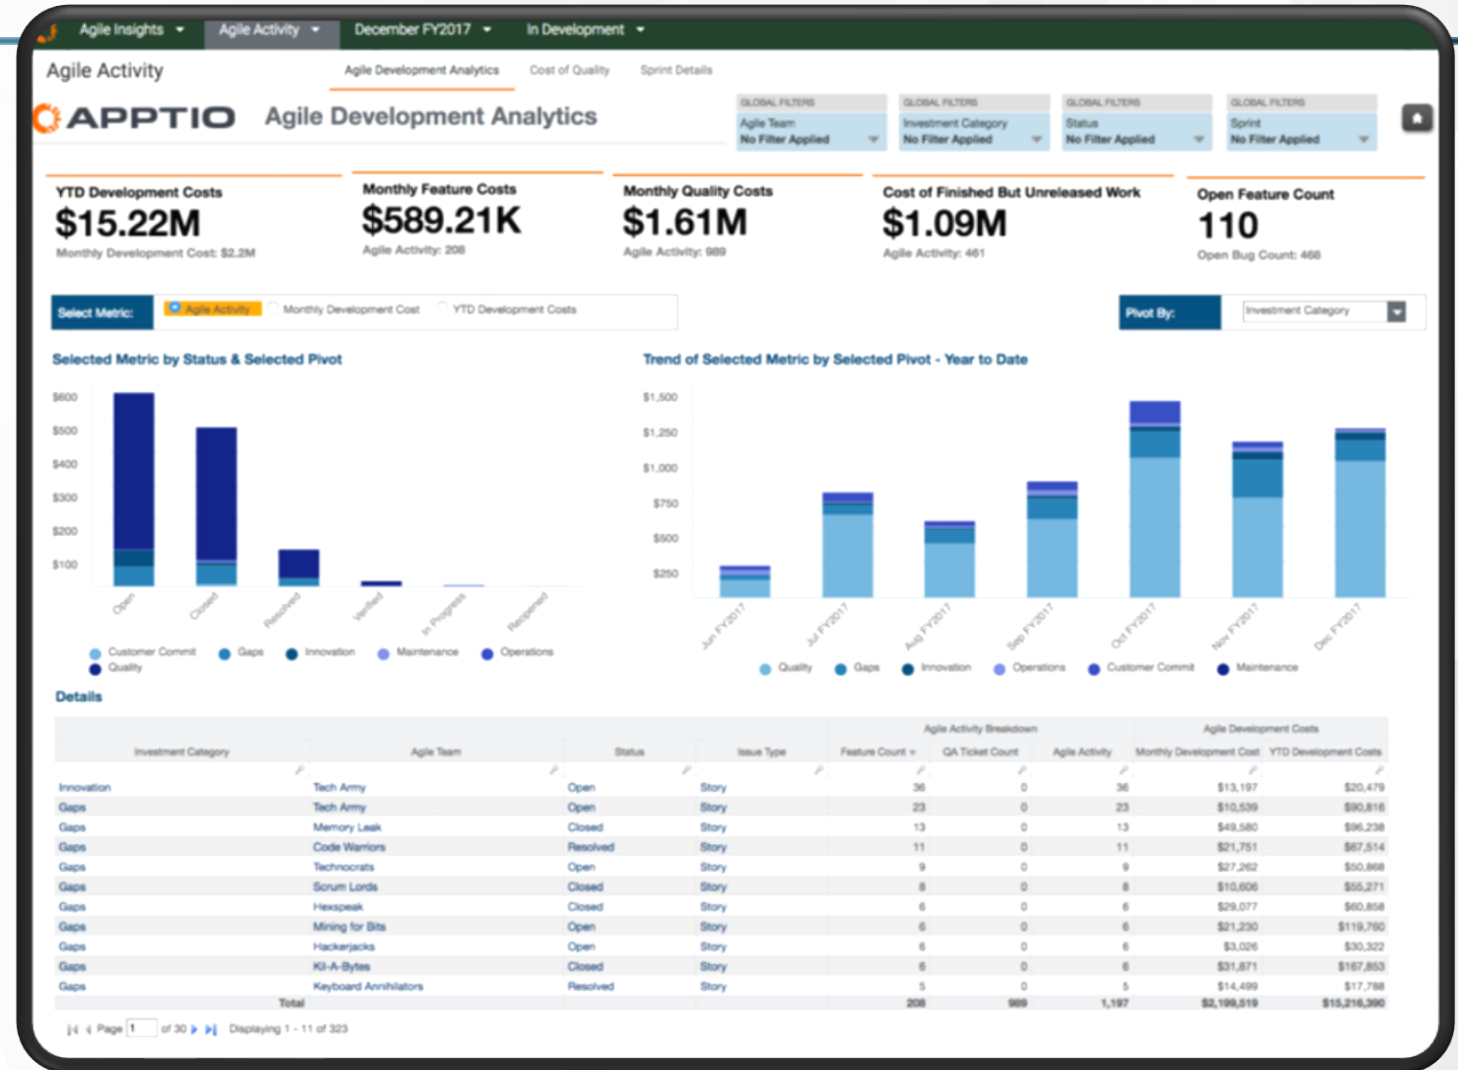 Agile Insights Agile Activity December FY2017 In Development
Agile Activity Agile Development Analytics Cost of Quality Sprint Details
APPTIO Agile Development Analytics
GLOBAL FILTERS GLOBAL FILTERS GLOBAL FILTERS GLOBAL FILTERS
Agile Team Investment Category Status Sprint
No Filter Applied No Filter Applied No Filter Applied No Filter Applied
YTD Development Costs Monthly Feature Costs Monthly Quality Costs Cost of Finished But Unreleased Work Open Feature Count
$15.22M $589.21K $1.61M $1.09M 110
Monthly Development Cost: $2.2M Agile Activity: 208 Agile Activity: 989 Agile Activity: 461 Open Bug Count: 468
Select Metric: Agile Activity Monthly Development Cost YTD Development Costs Pivot By: Investment Category
Selected Metric by Status & Selected Pivot
$600
$500
$400
$300
$200
$100
Open Closed Resolved Verified In Progress Reopened
Customer Commit Gaps Innovation Maintenance Operations
Quality
Trend of Selected Metric by Selected Pivot - Year to Date
$1,500
$1,250
$1,000
$750
$500
$250
Jun FY2017 Jul FY2017 Aug FY2017 Sep FY2017 Oct FY2017 Nov FY2017 Dec FY2017
Quality Gaps Innovation Operations Customer Commit Maintenance
Details
Agile Activity Breakdown Agile Development Costs
Investment Category Agile Team Status Issue Type Feature Count QA Ticket Count Agile Activity Monthly Development Cost YTD Development Costs
Innovation Tech Army Open Story 36 0 36 $13,197 $20,479
Gaps Tech Army Open Story 23 0 23 $10,539 $90,816
Gaps Memory Leak Closed Story 13 0 13 $49,580 $96,238
Gaps Code Warriors Resolved Story 11 0 11 $21,751 $67,514
Gaps Technocrats Open Story 9 0 9 $27,262 $50,868
Gaps Scrum Lords Closed Story 8 0 8 $10,606 $55,271
Gaps Hexspeak Closed Story 6 0 6 $29,077 $60,858
Gaps Mining for Bits Open Story 6 0 6 $21,230 $119,760
Gaps Hackerjacks Open Story 6 0 6 $3,026 $30,322
Gaps Kil-A-Bytes Closed Story 6 0 6 $31,871 $167,853
Gaps Keyboard Annihilators Resolved Story 5 0 5 $14,499 $17,788
Total 208 989 1,197 $2,199,519 $15,216,390
Page 1 of 30 Displaying 1 - 11 of 323